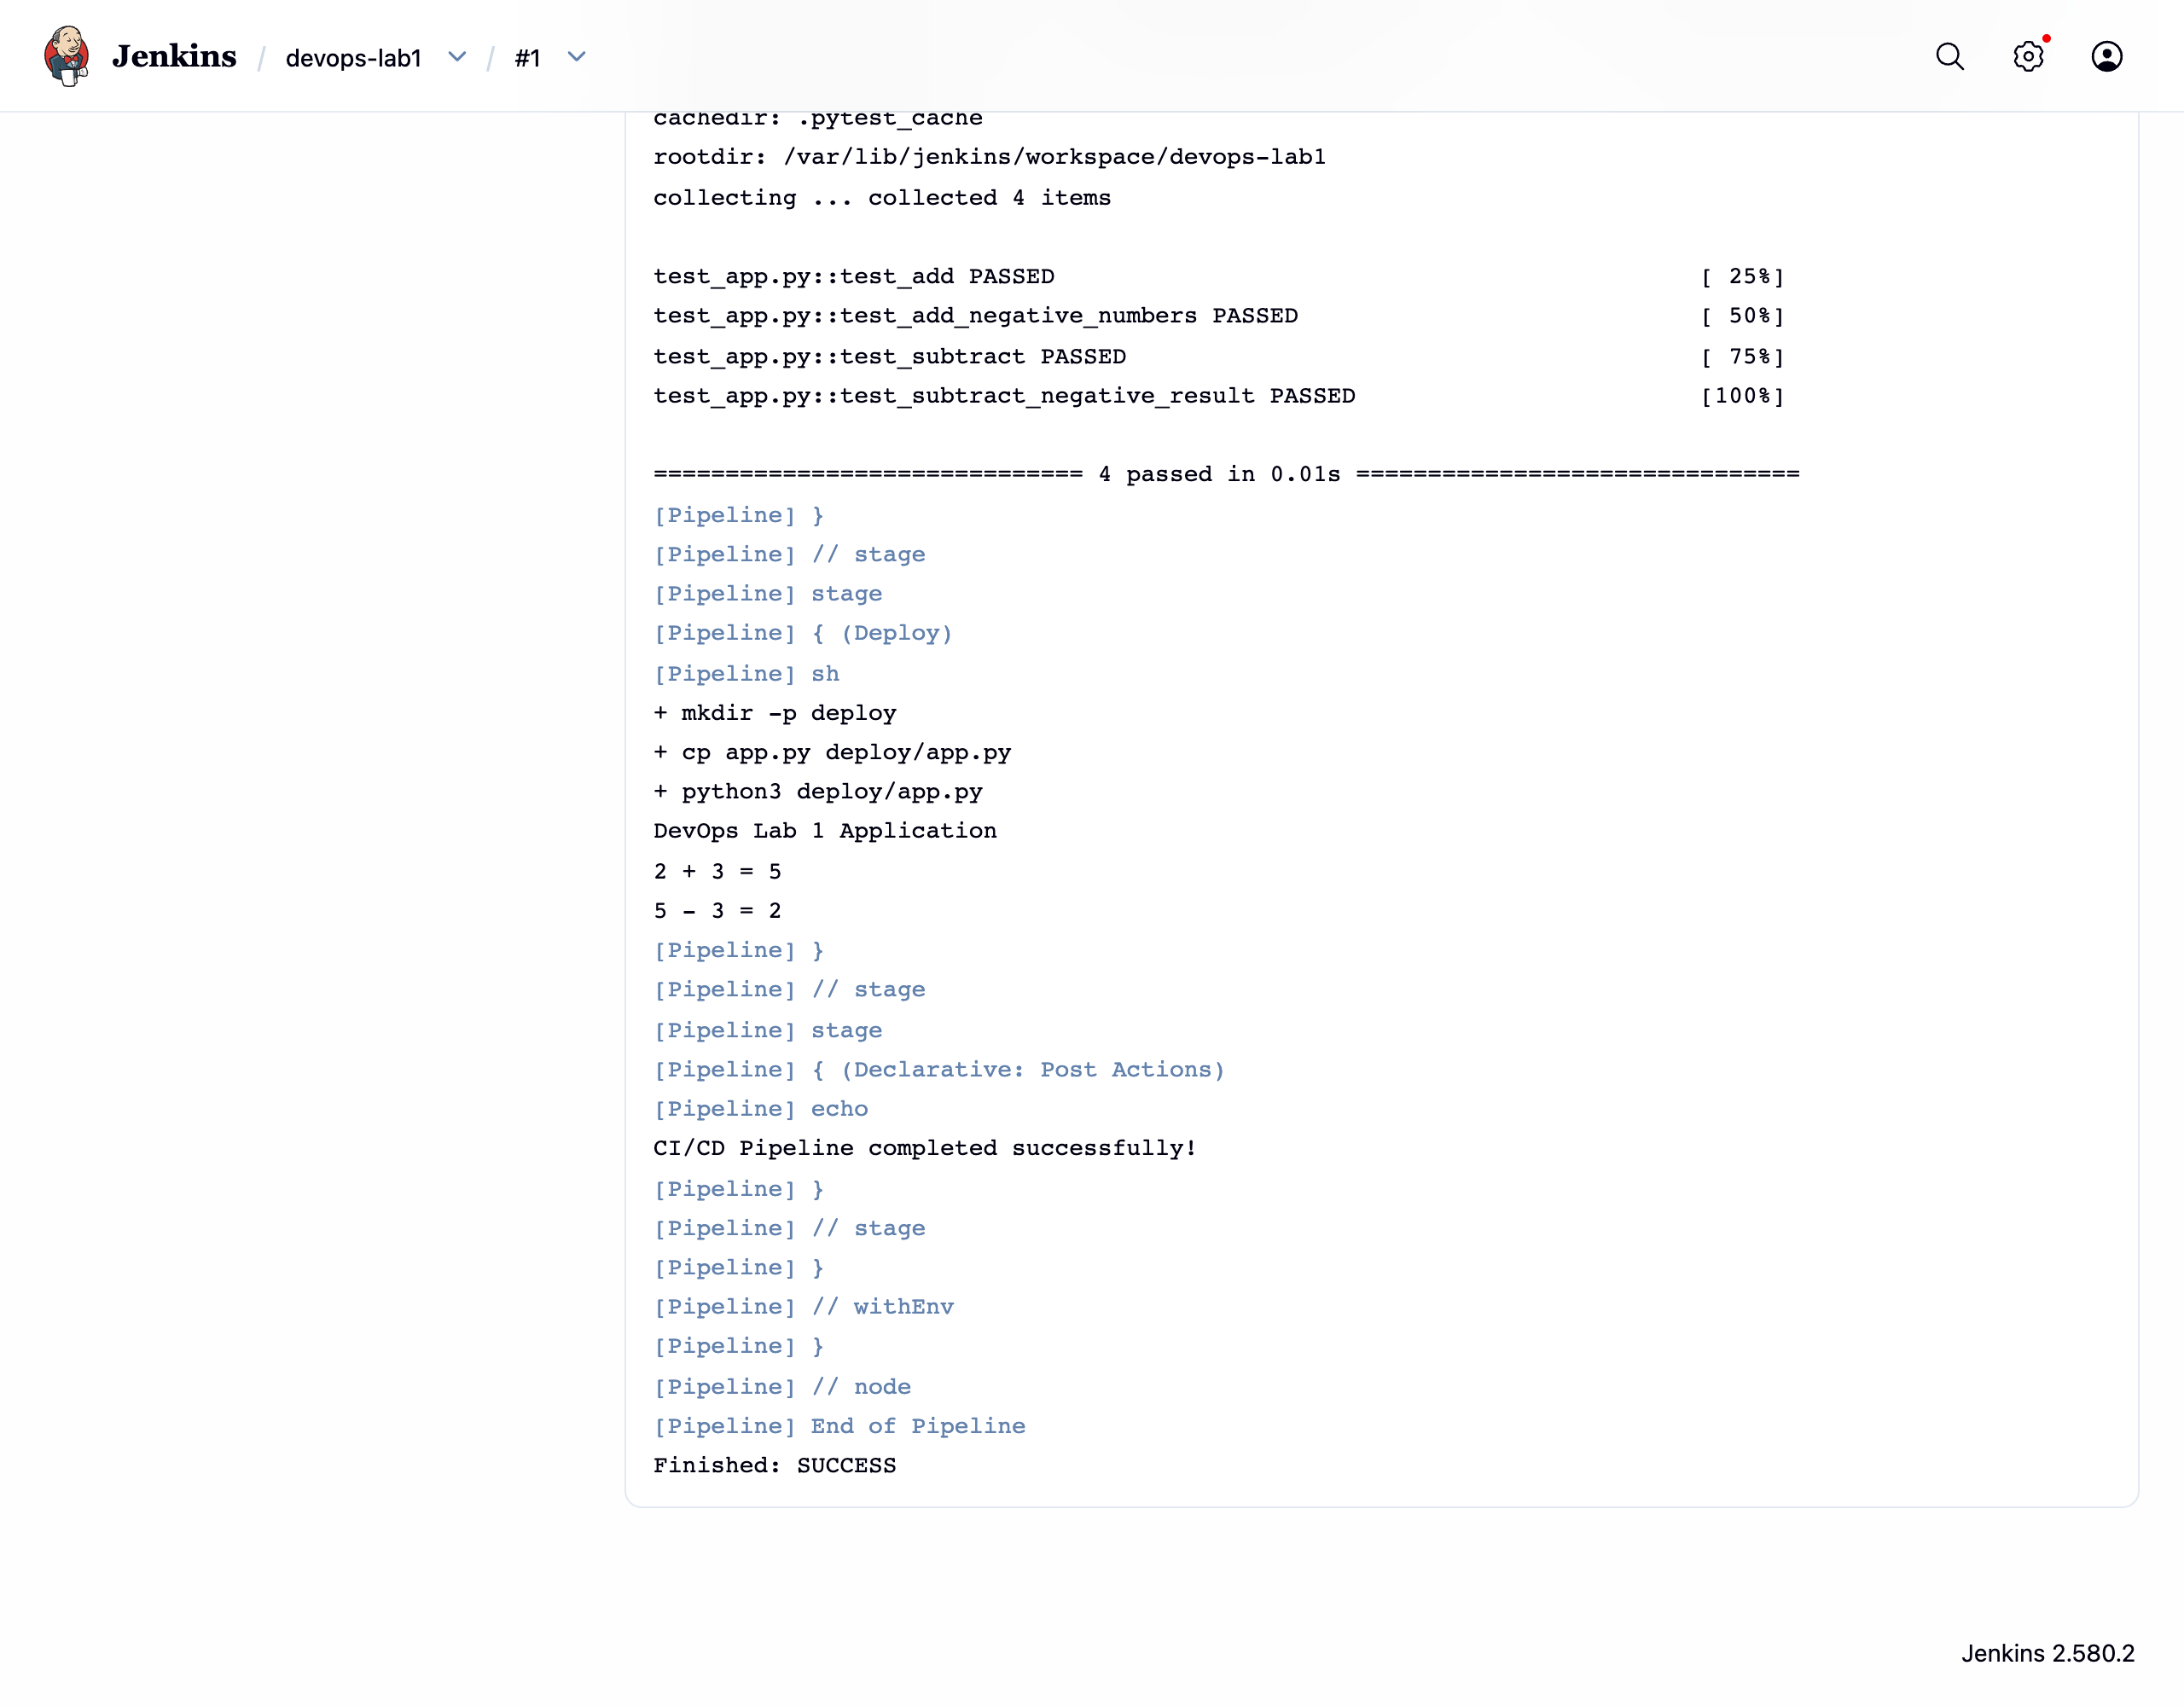 Jenkins / devops-lab1 / #1
cachedir: .pytest_cache
rootdir: /var/lib/jenkins/workspace/devops-lab1
collecting ... collected 4 items
test_app.py::test_add PASSED [ 25%]
test_app.py::test_add_negative_numbers PASSED [ 50%]
test_app.py::test_subtract PASSED [ 75%]
test_app.py::test_subtract_negative_result PASSED [100%]
============================== 4 passed in 0.01s ===============================
[Pipeline] }
[Pipeline] // stage
[Pipeline] stage
[Pipeline] { (Deploy)
[Pipeline] sh
+ mkdir -p deploy
+ cp app.py deploy/app.py
+ python3 deploy/app.py
DevOps Lab 1 Application
2 + 3 = 5
5 - 3 = 2
[Pipeline] }
[Pipeline] // stage
[Pipeline] stage
[Pipeline] { (Declarative: Post Actions)
[Pipeline] echo
CI/CD Pipeline completed successfully!
[Pipeline] }
[Pipeline] // stage
[Pipeline] }
[Pipeline] // withEnv
[Pipeline] }
[Pipeline] // node
[Pipeline] End of Pipeline
Finished: SUCCESS
Jenkins 2.580.2